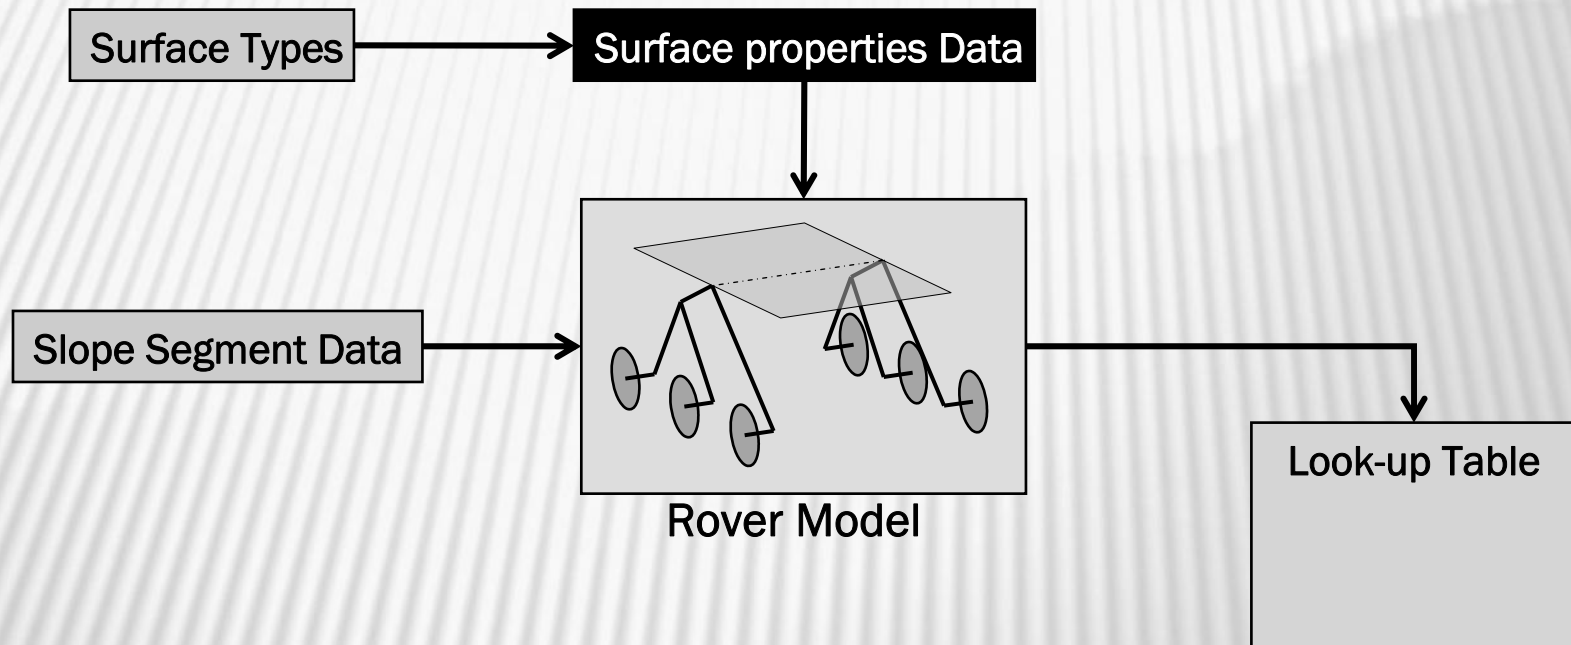 Surface Types
Surface properties Data
Slope Segment Data
Rover Model
Look-up Table